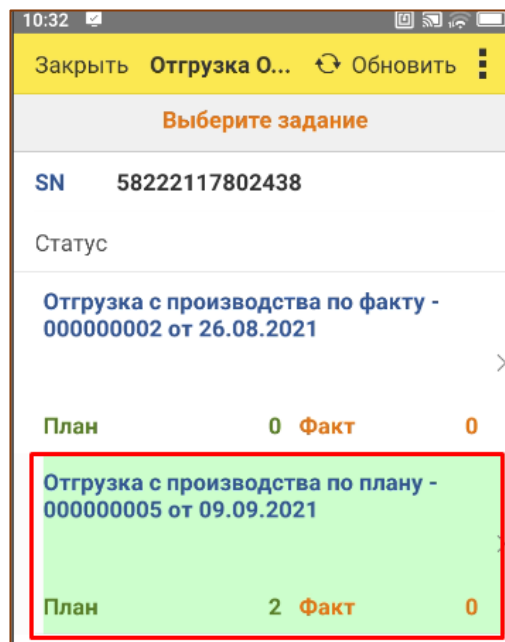 10:32
Закрыть Отгрузка О... Обновить
Выберите задание
SN 58222117802438
Статус
Отгрузка с производства по факту -
000000002 от 26.08.2021
План 0 Факт 0
Отгрузка с производства по плану -
000000005 от 09.09.2021
План 2 Факт 0